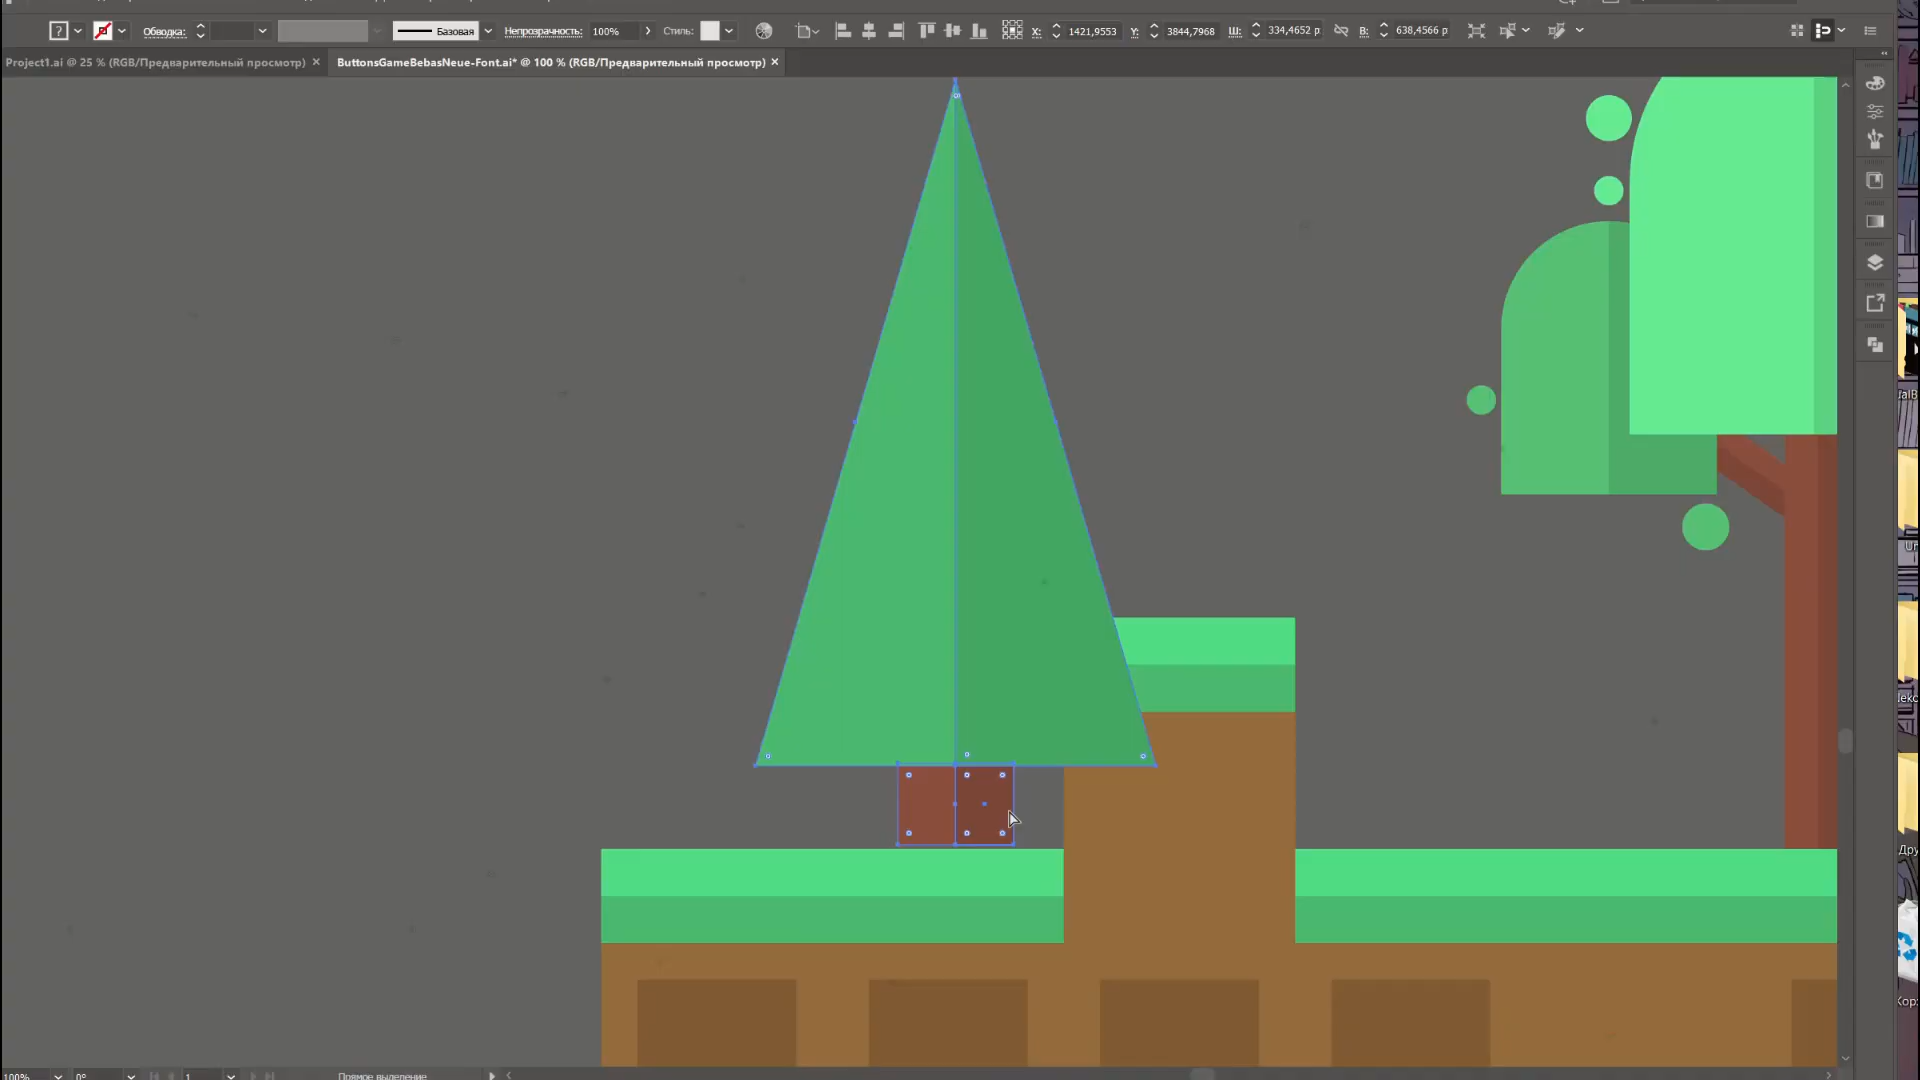 Обводка:
Базовая
Непрозрачность:
100%
Стиль:
X:
1421,9553
Y:
3844,7968
Ш:
334,4652 р
В:
638,4566 р
Project1.ai @ 25 % (RGB/Предварительный просмотр)
ButtonsGameBebasNeue-Font.ai* @ 100 % (RGB/Предварительный просмотр)
100%
0°
1
Прямое выделение
Дру